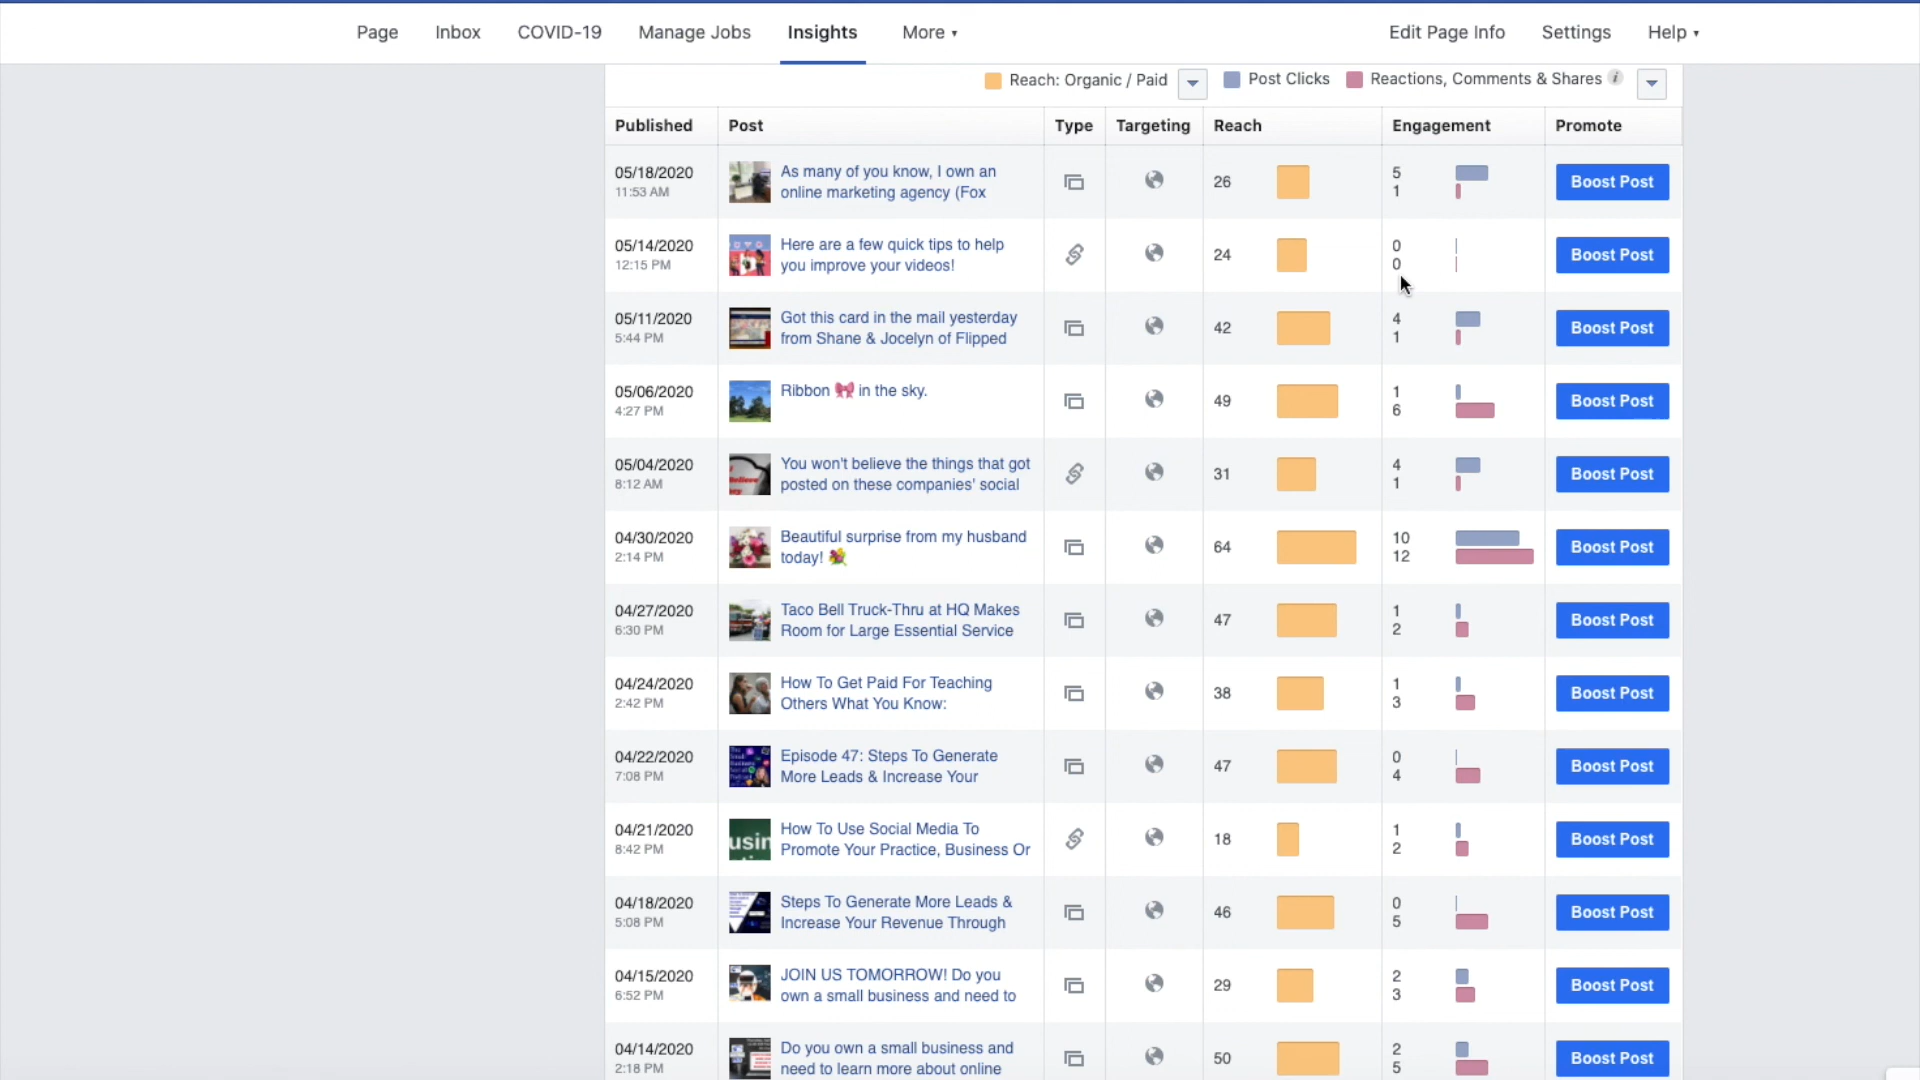 Page Inbox COVID-19 Manage Jobs Insights More Edit Page Info Settings Help
Reach: Organic / Paid Post Clicks Reactions, Comments & Shares i
Published Post Type Targeting Reach Engagement Promote
05/18/2020 As many of you know, I own an 26 5 Boost Post
11:53 AM online marketing agency (Fox 1
05/14/2020 Here are a few quick tips to help 24 0 Boost Post
12:15 PM you improve your videos! 0
05/11/2020 Got this card in the mail yesterday 42 4 Boost Post
5:44 PM from Shane & Jocelyn of Flipped 1
05/06/2020 Ribbon 🎀 in the sky. 49 1 Boost Post
4:27 PM 6
05/04/2020 You won't believe the things that got 31 4 Boost Post
8:12 AM posted on these companies' social 1
04/30/2020 Beautiful surprise from my husband 64 10 Boost Post
2:14 PM today! 💐 12
04/27/2020 Taco Bell Truck-Thru at HQ Makes 47 1 Boost Post
6:30 PM Room for Large Essential Service 2
04/24/2020 How To Get Paid For Teaching 38 1 Boost Post
2:42 PM Others What You Know: 3
04/22/2020 Episode 47: Steps To Generate 47 0 Boost Post
7:08 PM More Leads & Increase Your 4
04/21/2020 How To Use Social Media To 18 1 Boost Post
8:42 PM Promote Your Practice, Business Or 2
04/18/2020 Steps To Generate More Leads & 46 0 Boost Post
5:08 PM Increase Your Revenue Through 5
04/15/2020 JOIN US TOMORROW! Do you 29 2 Boost Post
6:52 PM own a small business and need to 3
04/14/2020 Do you own a small business and 50 2 Boost Post
2:18 PM need to learn more about online 5